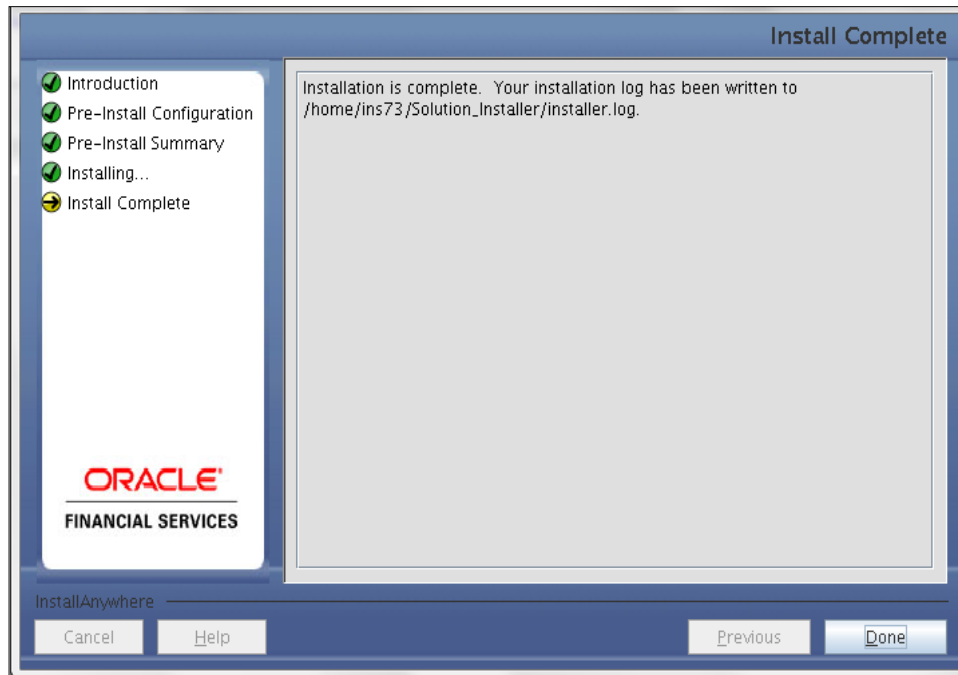 Install Complete
Introduction
Pre-Install Configuration
Pre-Install Summary
Installing...
Install Complete
Installation is complete. Your installation log has been written to
/home/ins73/Solution_Installer/installer.log.
ORACLE'
FINANCIAL SERVICES
InstallAnywhere
Cancel
Help
Previous
Done